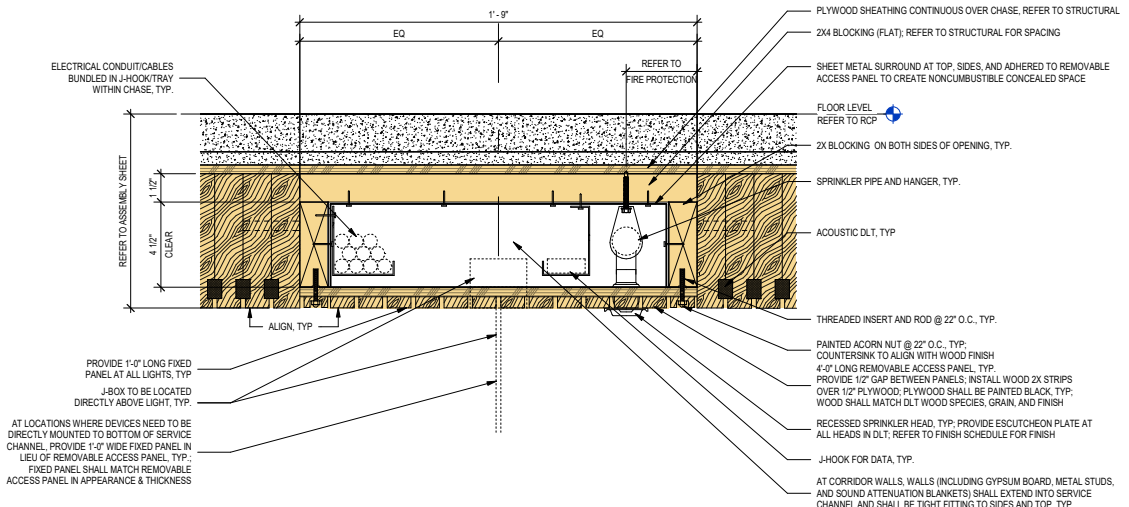 1' - 9"
EQ
EQ
REFER TO
FIRE PROTECTION
ELECTRICAL CONDUIT/CABLES
BUNDLED IN J-HOOK/TRAY
WITHIN CHASE, TYP.
REFER TO ASSEMBLY SHEET
1 1/2"
4 1/2"
CLEAR
ALIGN, TYP
PROVIDE 1'-0" LONG FIXED
PANEL AT ALL LIGHTS, TYP
J-BOX TO BE LOCATED
DIRECTLY ABOVE LIGHT, TYP.
AT LOCATIONS WHERE DEVICES NEED TO BE
DIRECTLY MOUNTED TO BOTTOM OF SERVICE
CHANNEL, PROVIDE 1'-0" WIDE FIXED PANEL IN
LIEU OF REMOVABLE ACCESS PANEL, TYP.;
FIXED PANEL SHALL MATCH REMOVABLE
ACCESS PANEL IN APPEARANCE & THICKNESS
PLYWOOD SHEATHING CONTINUOUS OVER CHASE, REFER TO STRUCTURAL
2X4 BLOCKING (FLAT); REFER TO STRUCTURAL FOR SPACING
SHEET METAL SURROUND AT TOP, SIDES, AND ADHERED TO REMOVABLE
ACCESS PANEL TO CREATE NONCUMBUSTIBLE CONCEALED SPACE
FLOOR LEVEL
REFER TO RCP
2X BLOCKING ON BOTH SIDES OF OPENING, TYP.
SPRINKLER PIPE AND HANGER, TYP.
ACOUSTIC DLT, TYP
THREADED INSERT AND ROD @ 22" O.C., TYP.
PAINTED ACORN NUT @ 22" O.C., TYP;
COUNTERSINK TO ALIGN WITH WOOD FINISH
4'-0" LONG REMOVABLE ACCESS PANEL, TYP.
PROVIDE 1/2" GAP BETWEEN PANELS; INSTALL WOOD 2X STRIPS
OVER 1/2" PLYWOOD; PLYWOOD SHALL BE PAINTED BLACK, TYP;
WOOD SHALL MATCH DLT WOOD SPECIES, GRAIN, AND FINISH
RECESSED SPRINKLER HEAD, TYP; PROVIDE ESCUTCHEON PLATE AT
ALL HEADS IN DLT; REFER TO FINISH SCHEDULE FOR FINISH
J-HOOK FOR DATA, TYP.
AT CORRIDOR WALLS, WALLS (INCLUDING GYPSUM BOARD, METAL STUDS,
AND SOUND ATTENUATION BLANKETS) SHALL EXTEND INTO SERVICE
CHANNEL AND SHALL BE TIGHT FITTING TO SIDES AND TOP, TYP